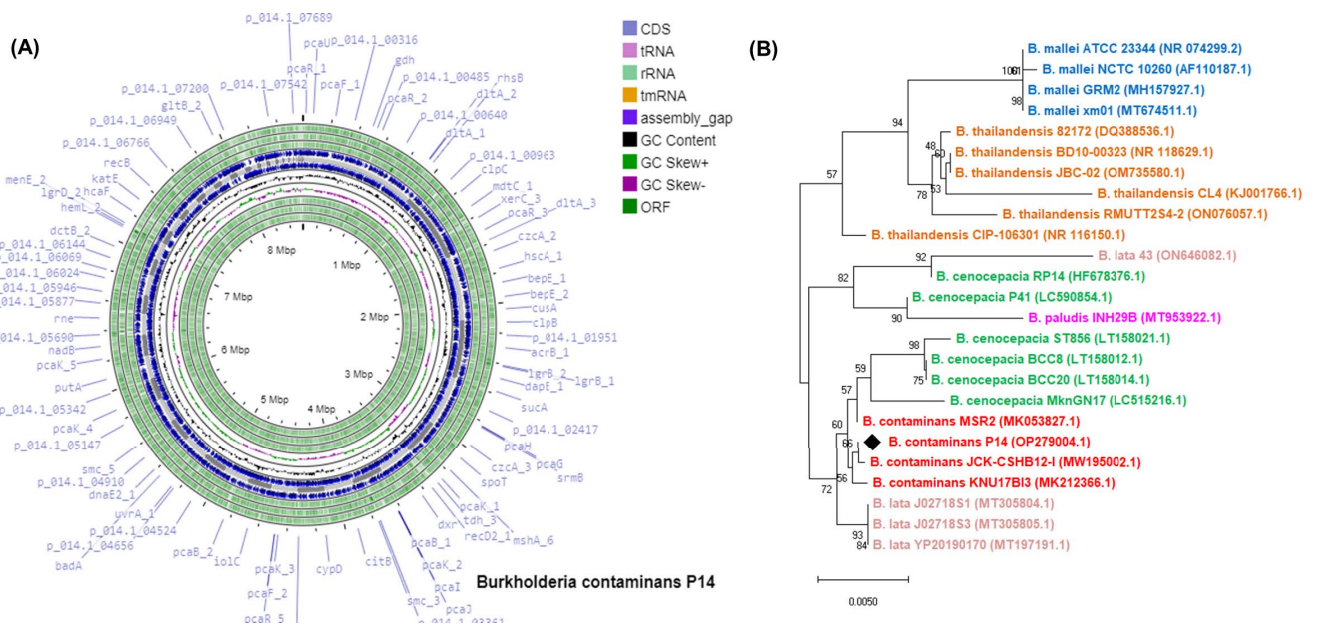 (A)
p_014.1_07689
pcaU
p_014.1_00316
pcaR_1
gdh
p_014.1_07542
pcaF_1
p_014.1_00485
rhsB
p_014.1_07200
pcaR_2
dltA_2
gltB_2
p_014.1_00640
p_014.1_06949
dltA_1
p_014.1_06766
p_014.1_00963
recB
clpC
katE
menE_2
mdtC_1
lgrD_2
hcaF
xerC_3
dltA_3
hemL_2
pcaR_3
dctB_2
czcA_2
p_014.1_06144
hscA_1
p_014.1_06069
bepE_1
p_014.1_06024
bepE_2
_014.1_05946
cusA
_014.1_05877
clpB
rne
p_014.1_01951
014.1_05690
acrB_1
nadB
lgrB_2
lgrB_1
pcaK_5
dapE_1
putA
sucA
_014.1_05342
p_014.1_02417
pcaK_4
pcaH
p_014.1_05147
pcaG
czcA_3
srmB
smc_5
spoT
p_014.1_04910
dnaE2_1
pcaK_1
uvrA_1
tdh_3
dxr
p_014.1_04524
recD2_1
mshA_6
p_014.1_04656
pcaB_2
pcaB_1
badA
iolC
citB
pcaK_3
cypD
pcaK_2
pcaF_2
pcaI
smc_3
pcaJ
pcaR_5
p_014.1_03361
8 Mbp
1 Mbp
7 Mbp
2 Mbp
6 Mbp
3 Mbp
5 Mbp
4 Mbp
CDS
tRNA
rRNA
tmRNA
assembly_gap
GC Content
GC Skew+
GC Skew-
ORF
Burkholderia contaminans P14
(B)
B. mallei ATCC 23344 (NR 074299.2)
B. mallei NCTC 10260 (AF110187.1)
B. mallei GRM2 (MH157927.1)
98
B. mallei xm01 (MT674511.1)
94
B. thailandensis 82172 (DQ388536.1)
48
60
B. thailandensis BD10-00323 (NR 118629.1)
57
B. thailandensis JBC-02 (OM735580.1)
53
78
B. thailandensis CL4 (KJ001766.1)
B. thailandensis RMUTT2S4-2 (ON076057.1)
B. thailandensis CIP-106301 (NR 116150.1)
92
B. lata 43 (ON646082.1)
82
B. cenocepacia RP14 (HF678376.1)
B. cenocepacia P41 (LC590854.1)
90
B. paludis INH29B (MT953922.1)
98
B. cenocepacia ST856 (LT158021.1)
59
B. cenocepacia BCC8 (LT158012.1)
75
B. cenocepacia BCC20 (LT158014.1)
57
B. cenocepacia MknGN17 (LC515216.1)
60
B. contaminans MSR2 (MK053827.1)
66
B. contaminans P14 (OP279004.1)
B. contaminans JCK-CSHB12-I (MW195002.1)
56
72
B. contaminans KNU17BI3 (MK212366.1)
B. lata J02718S1 (MT305804.1)
B. lata J02718S3 (MT305805.1)
93
84
B. lata YP20190170 (MT197191.1)
0.0050